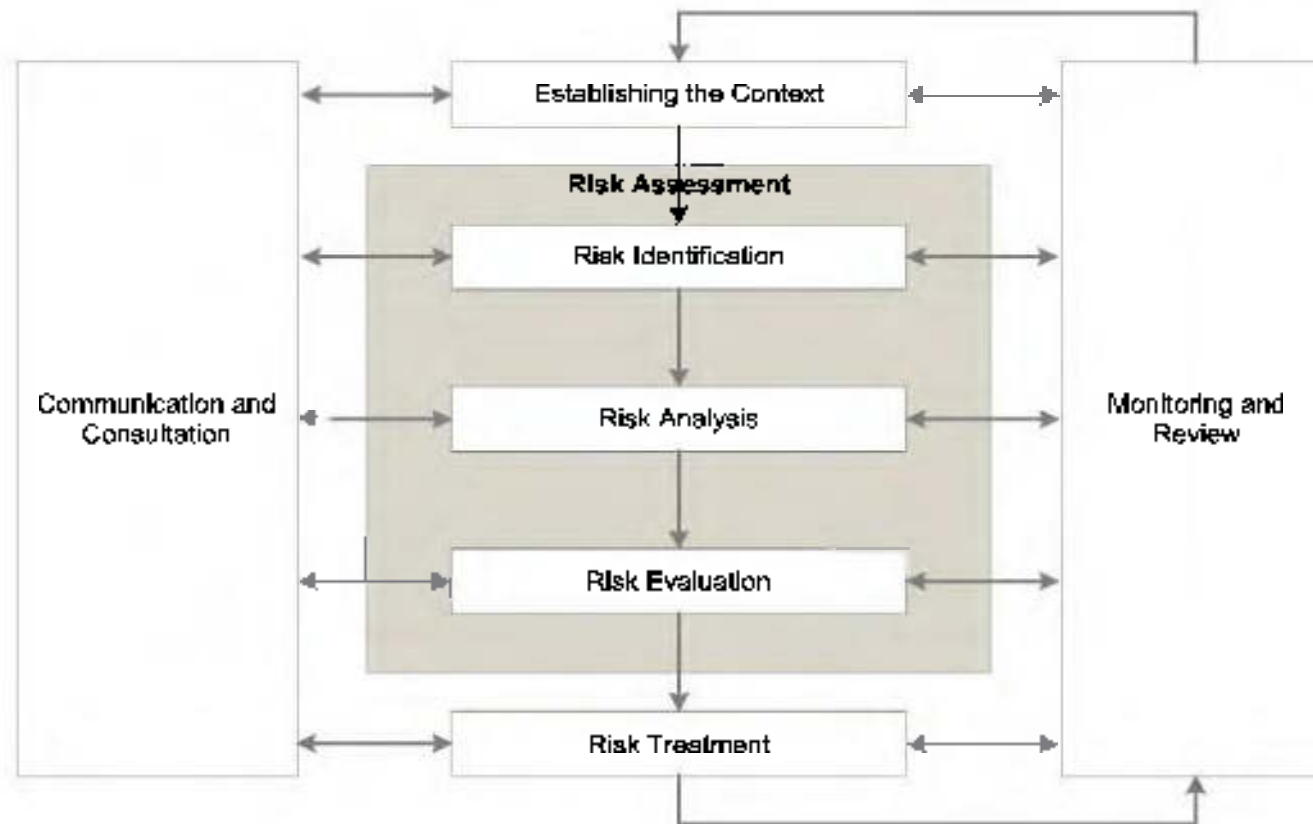 Establishing the Context
Risk Assessment
Risk Identification
Communication and
Consultation
Risk Analysis
Monitoring and
Review
Risk Evaluation
Risk Treatment